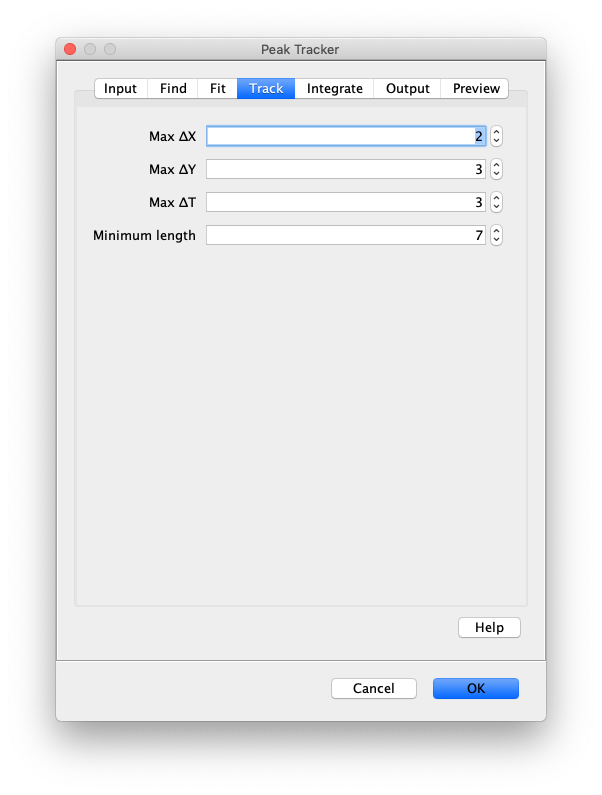 Peak Tracker
Input Find Fit Track Integrate Output Preview
Max ΔX 2
Max ΔY 3
Max ΔT 3
Minimum length 7
Help
Cancel OK